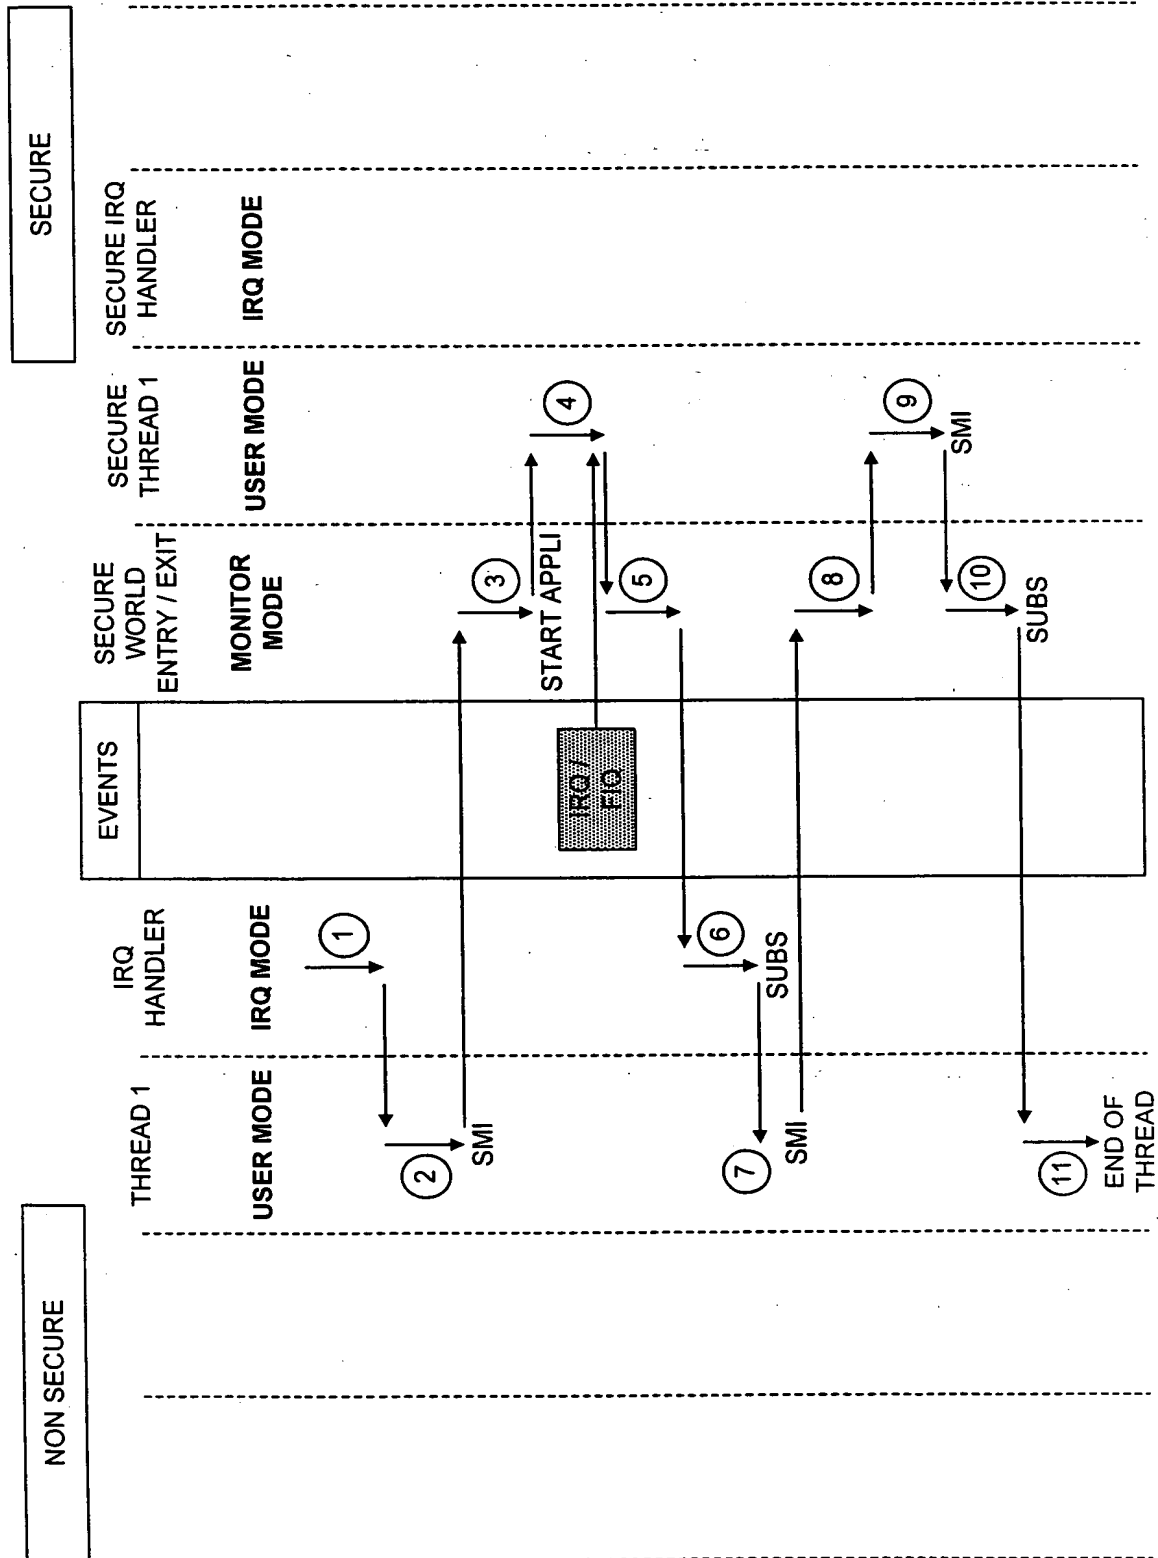 NON SECURE
SECURE
THREAD 1
USER MODE
IRQ
HANDLER
IRQ MODE
EVENTS
SECURE
WORLD
ENTRY / EXIT
MONITOR
MODE
SECURE
THREAD 1
USER MODE
SECURE IRQ
HANDLER
IRQ MODE
1
2
SMI
3
START APPLI
4
IRQ /
FIQ
5
6
SUBS
7
SMI
8
9
SMI
10
SUBS
11
END OF
THREAD